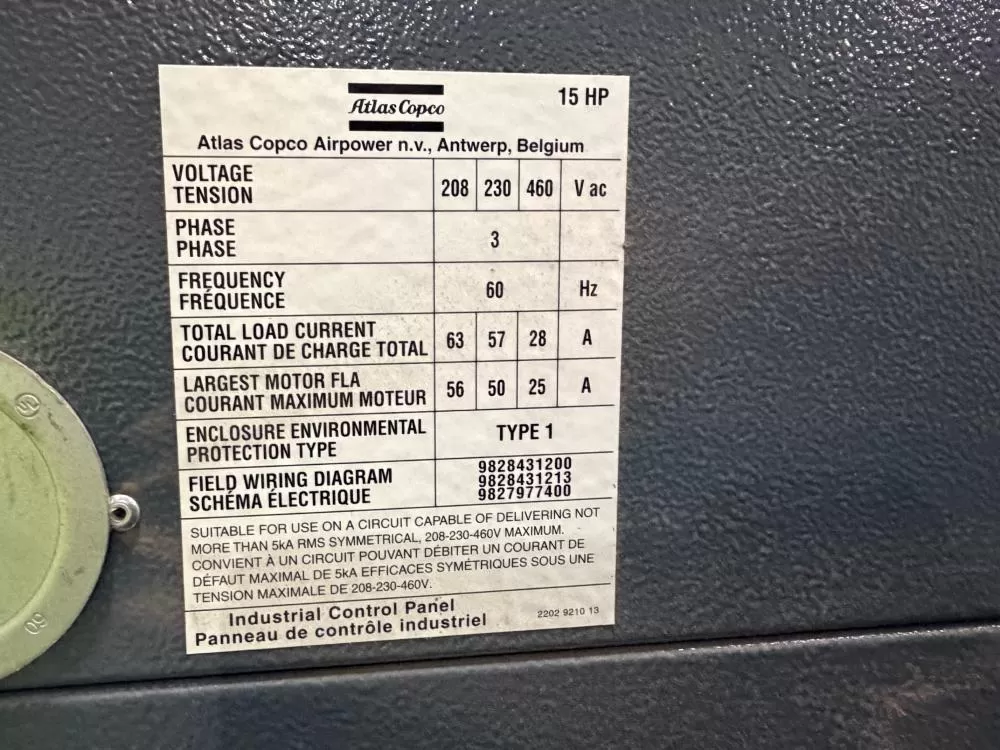 Atlas Copco
15 HP
Atlas Copco Airpower n.v., Antwerp, Belgium
VOLTAGE
TENSION
208 230 460 V ac
PHASE
PHASE
3
FREQUENCY
FRÉQUENCE
60 Hz
TOTAL LOAD CURRENT
COURANT DE CHARGE TOTAL
63 57 28 A
LARGEST MOTOR FLA
COURANT MAXIMUM MOTEUR
56 50 25 A
ENCLOSURE ENVIRONMENTAL
PROTECTION TYPE
TYPE 1
FIELD WIRING DIAGRAM
SCHÉMA ÉLECTRIQUE
9828431200
9828431213
9827977400
SUITABLE FOR USE ON A CIRCUIT CAPABLE OF DELIVERING NOT
MORE THAN 5kA RMS SYMMETRICAL, 208-230-460V MAXIMUM.
CONVIENT À UN CIRCUIT POUVANT DÉBITER UN COURANT DE
DÉFAUT MAXIMAL DE 5kA EFFICACES SYMÉTRIQUES SOUS UNE
TENSION MAXIMALE DE 208-230-460V.
Industrial Control Panel
Panneau de contrôle industriel
2202 9210 13